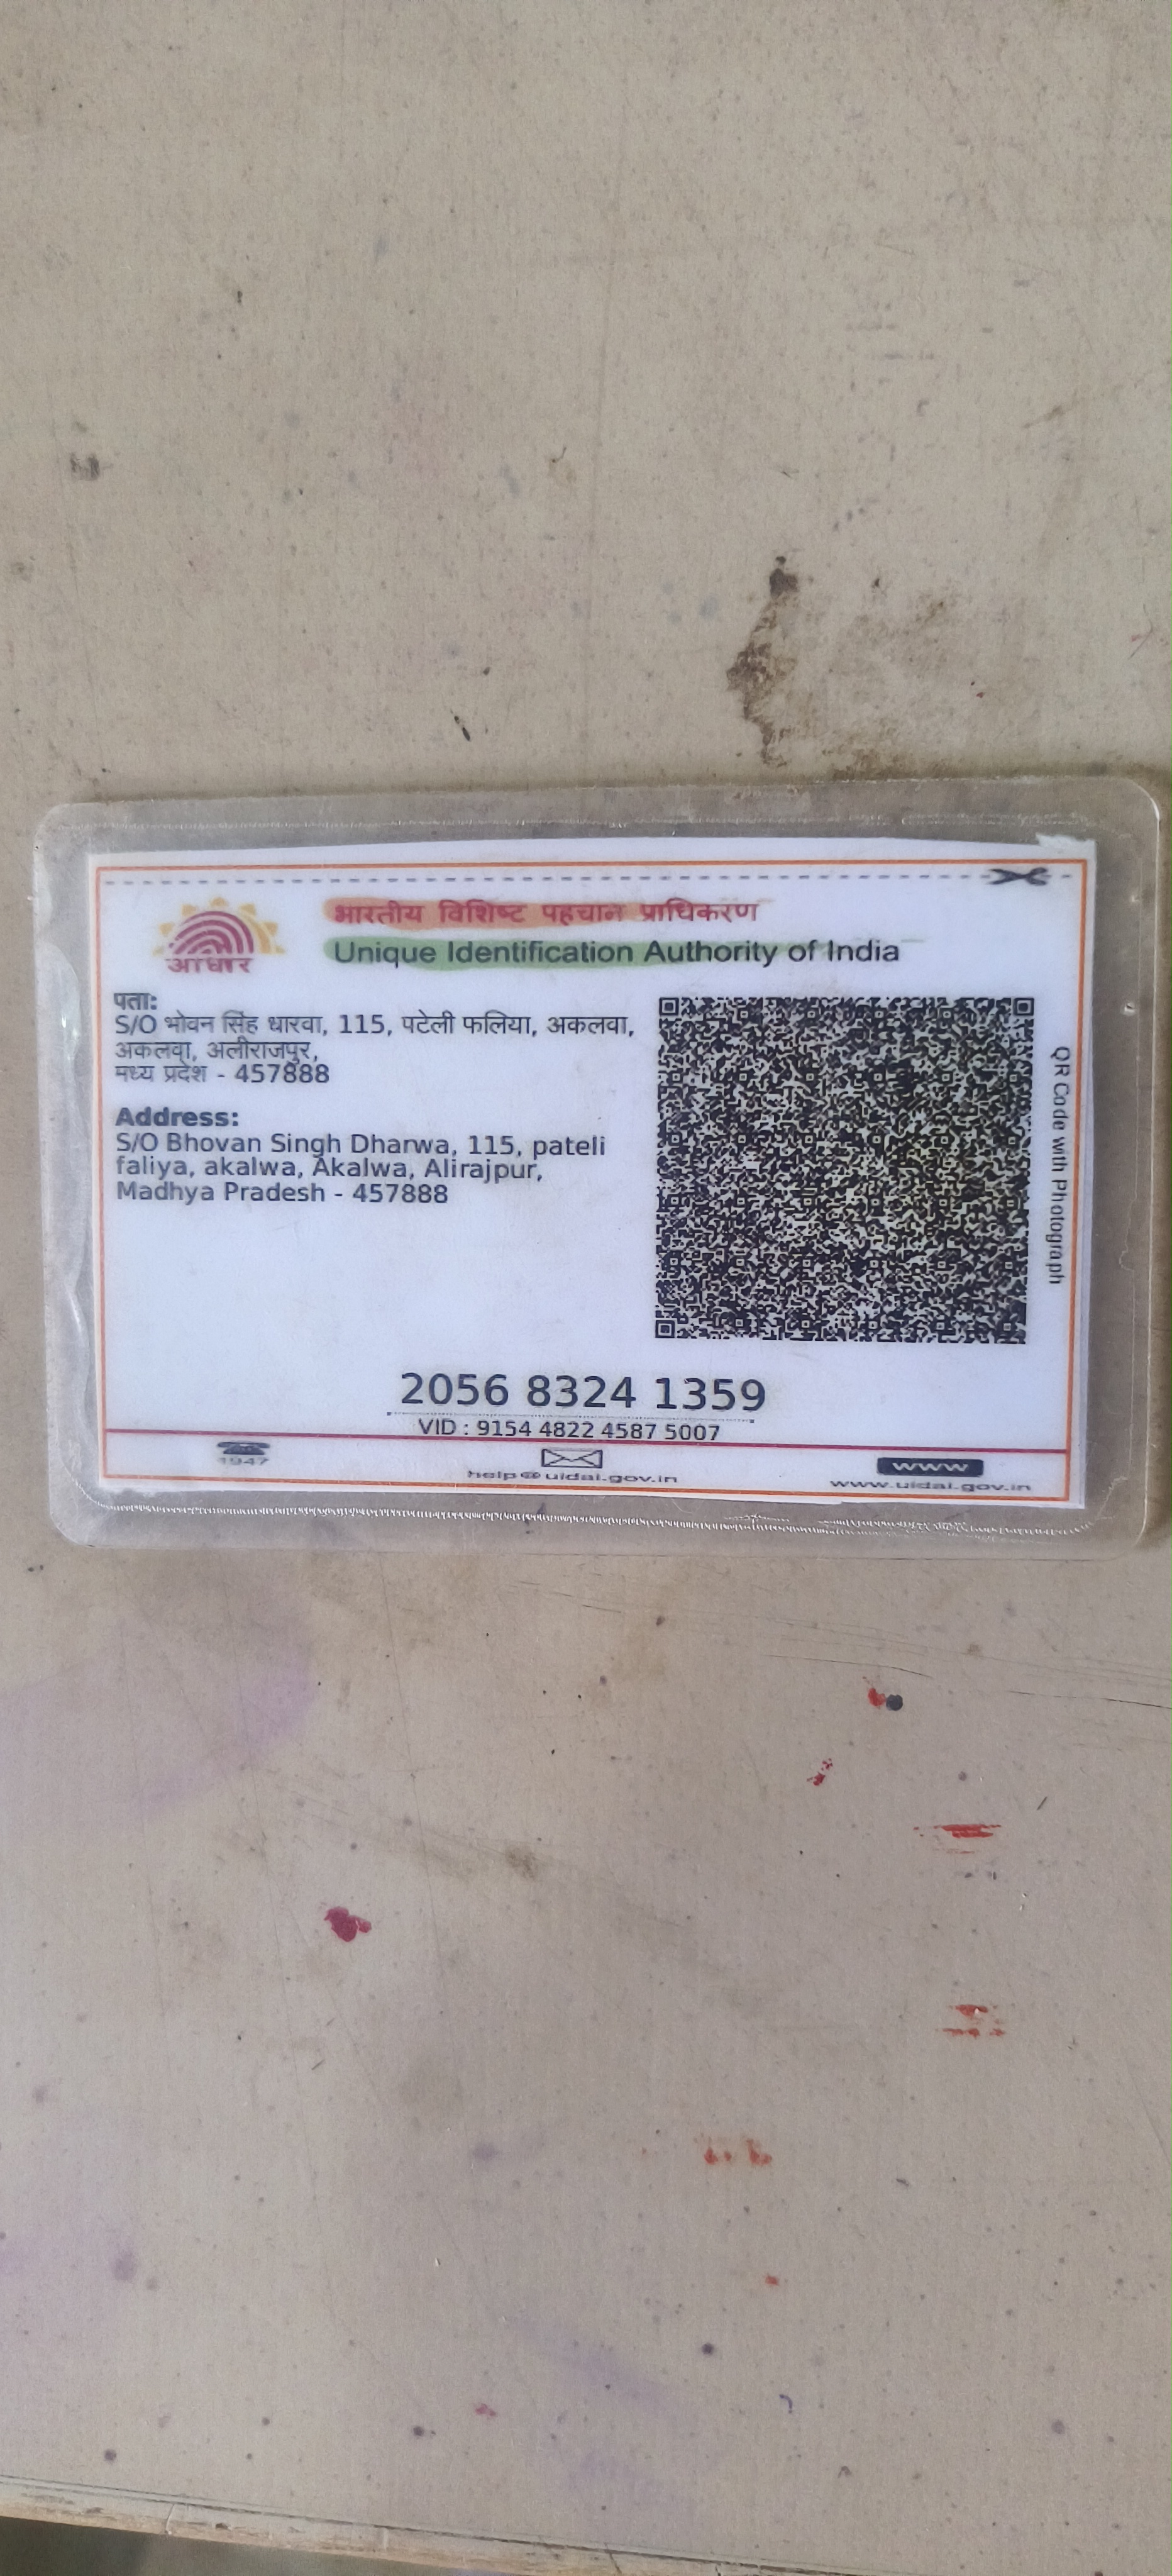 भारतीय विशिष्ट पहचान प्राधिकरण
Unique Identification Authority of India
आधार
पता:
S/O भोवन सिंह धारवा, 115, पटेली फलिया, अकलवा,
अकलवा, अलीराजपुर,
मध्य प्रदेश - 457888
Address:
S/O Bhovan Singh Dharwa, 115, pateli
faliya, akalwa, Akalwa, Alirajpur,
Madhya Pradesh - 457888
QR Code with Photograph
2056 8324 1359
VID : 9154 4822 4587 5007
1947
help@uidai.gov.in
www
www.uidai.gov.in